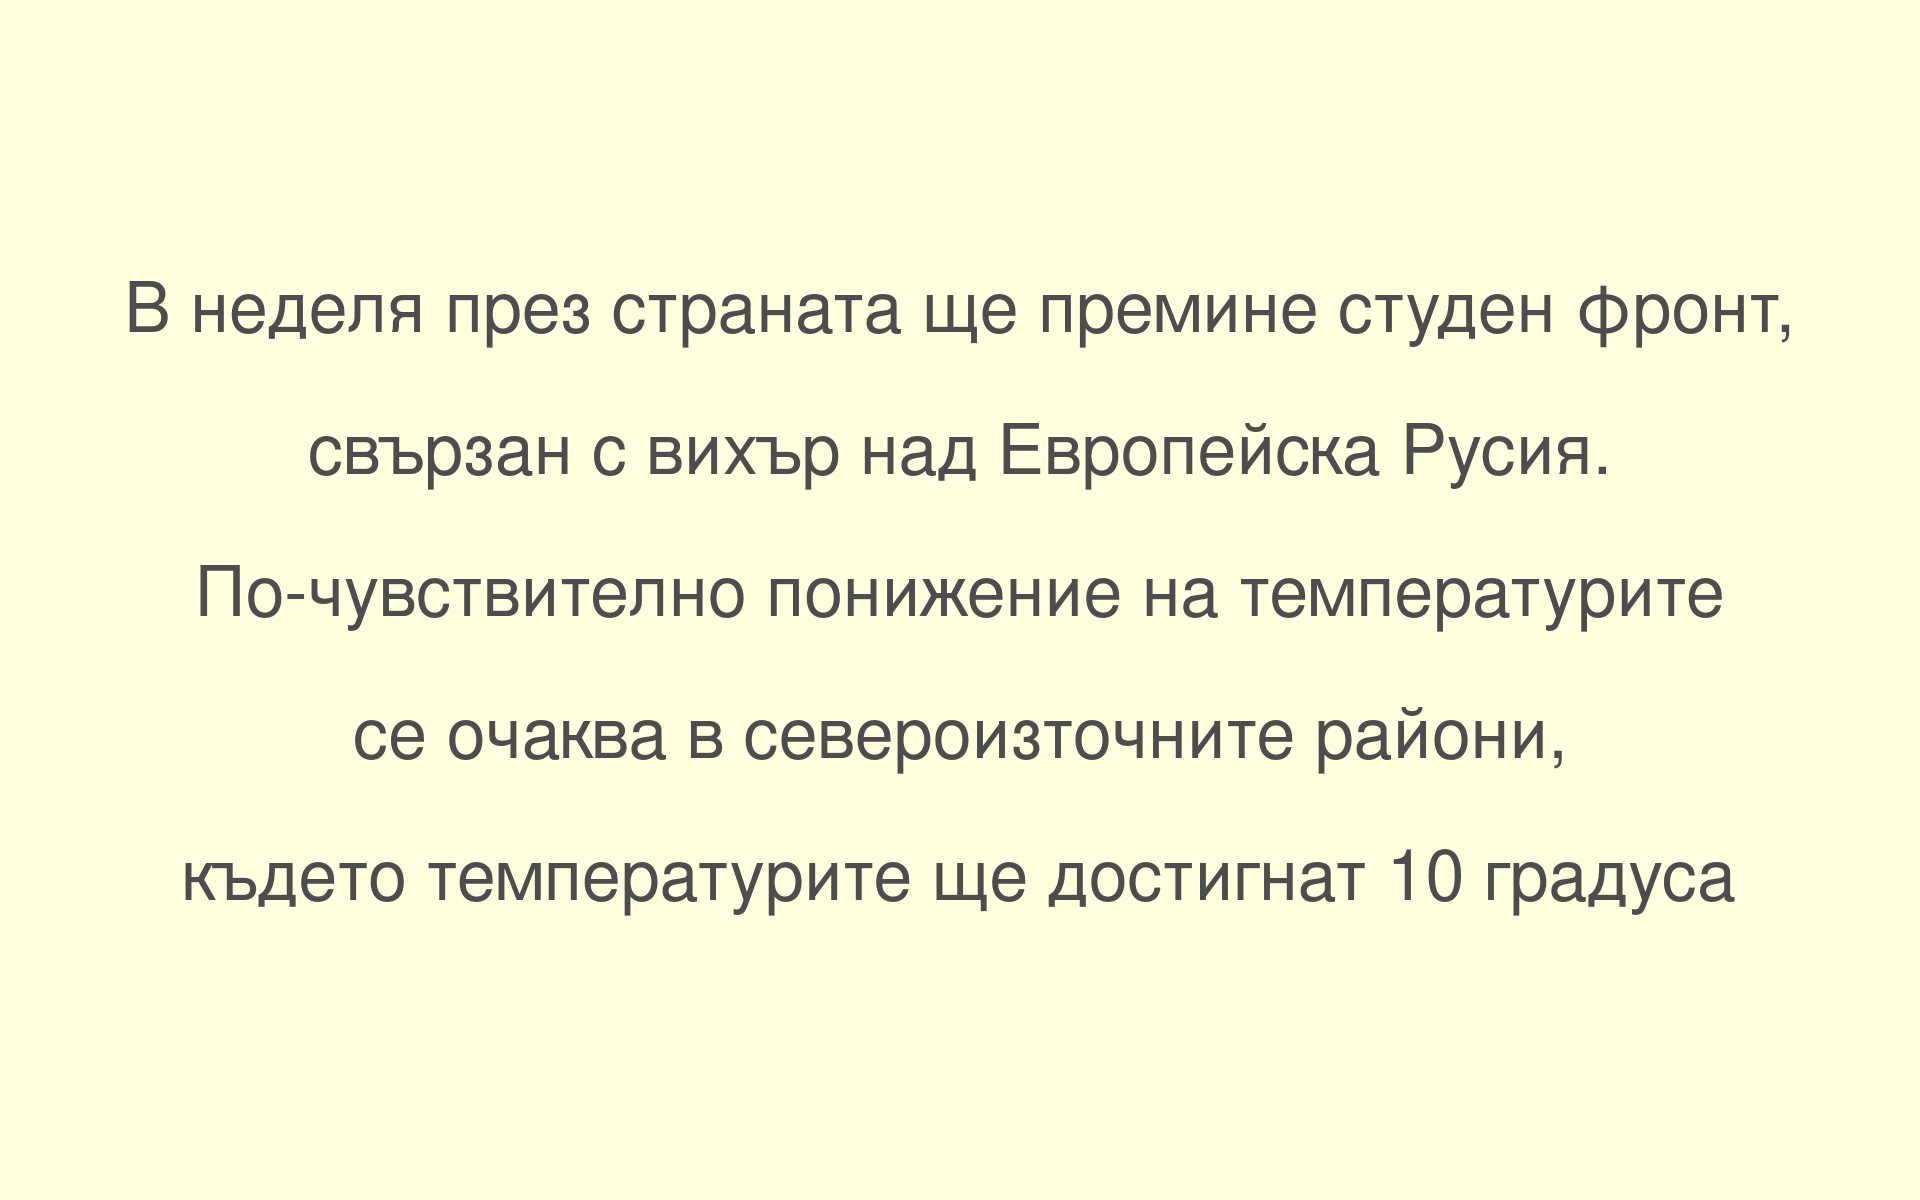 В неделя през страната ще премине студен фронт,
свързан с вихър над Европейска Русия.
По-чувствително понижение на температурите
се очаква в североизточните райони,
където температурите ще достигнат 10 градуса